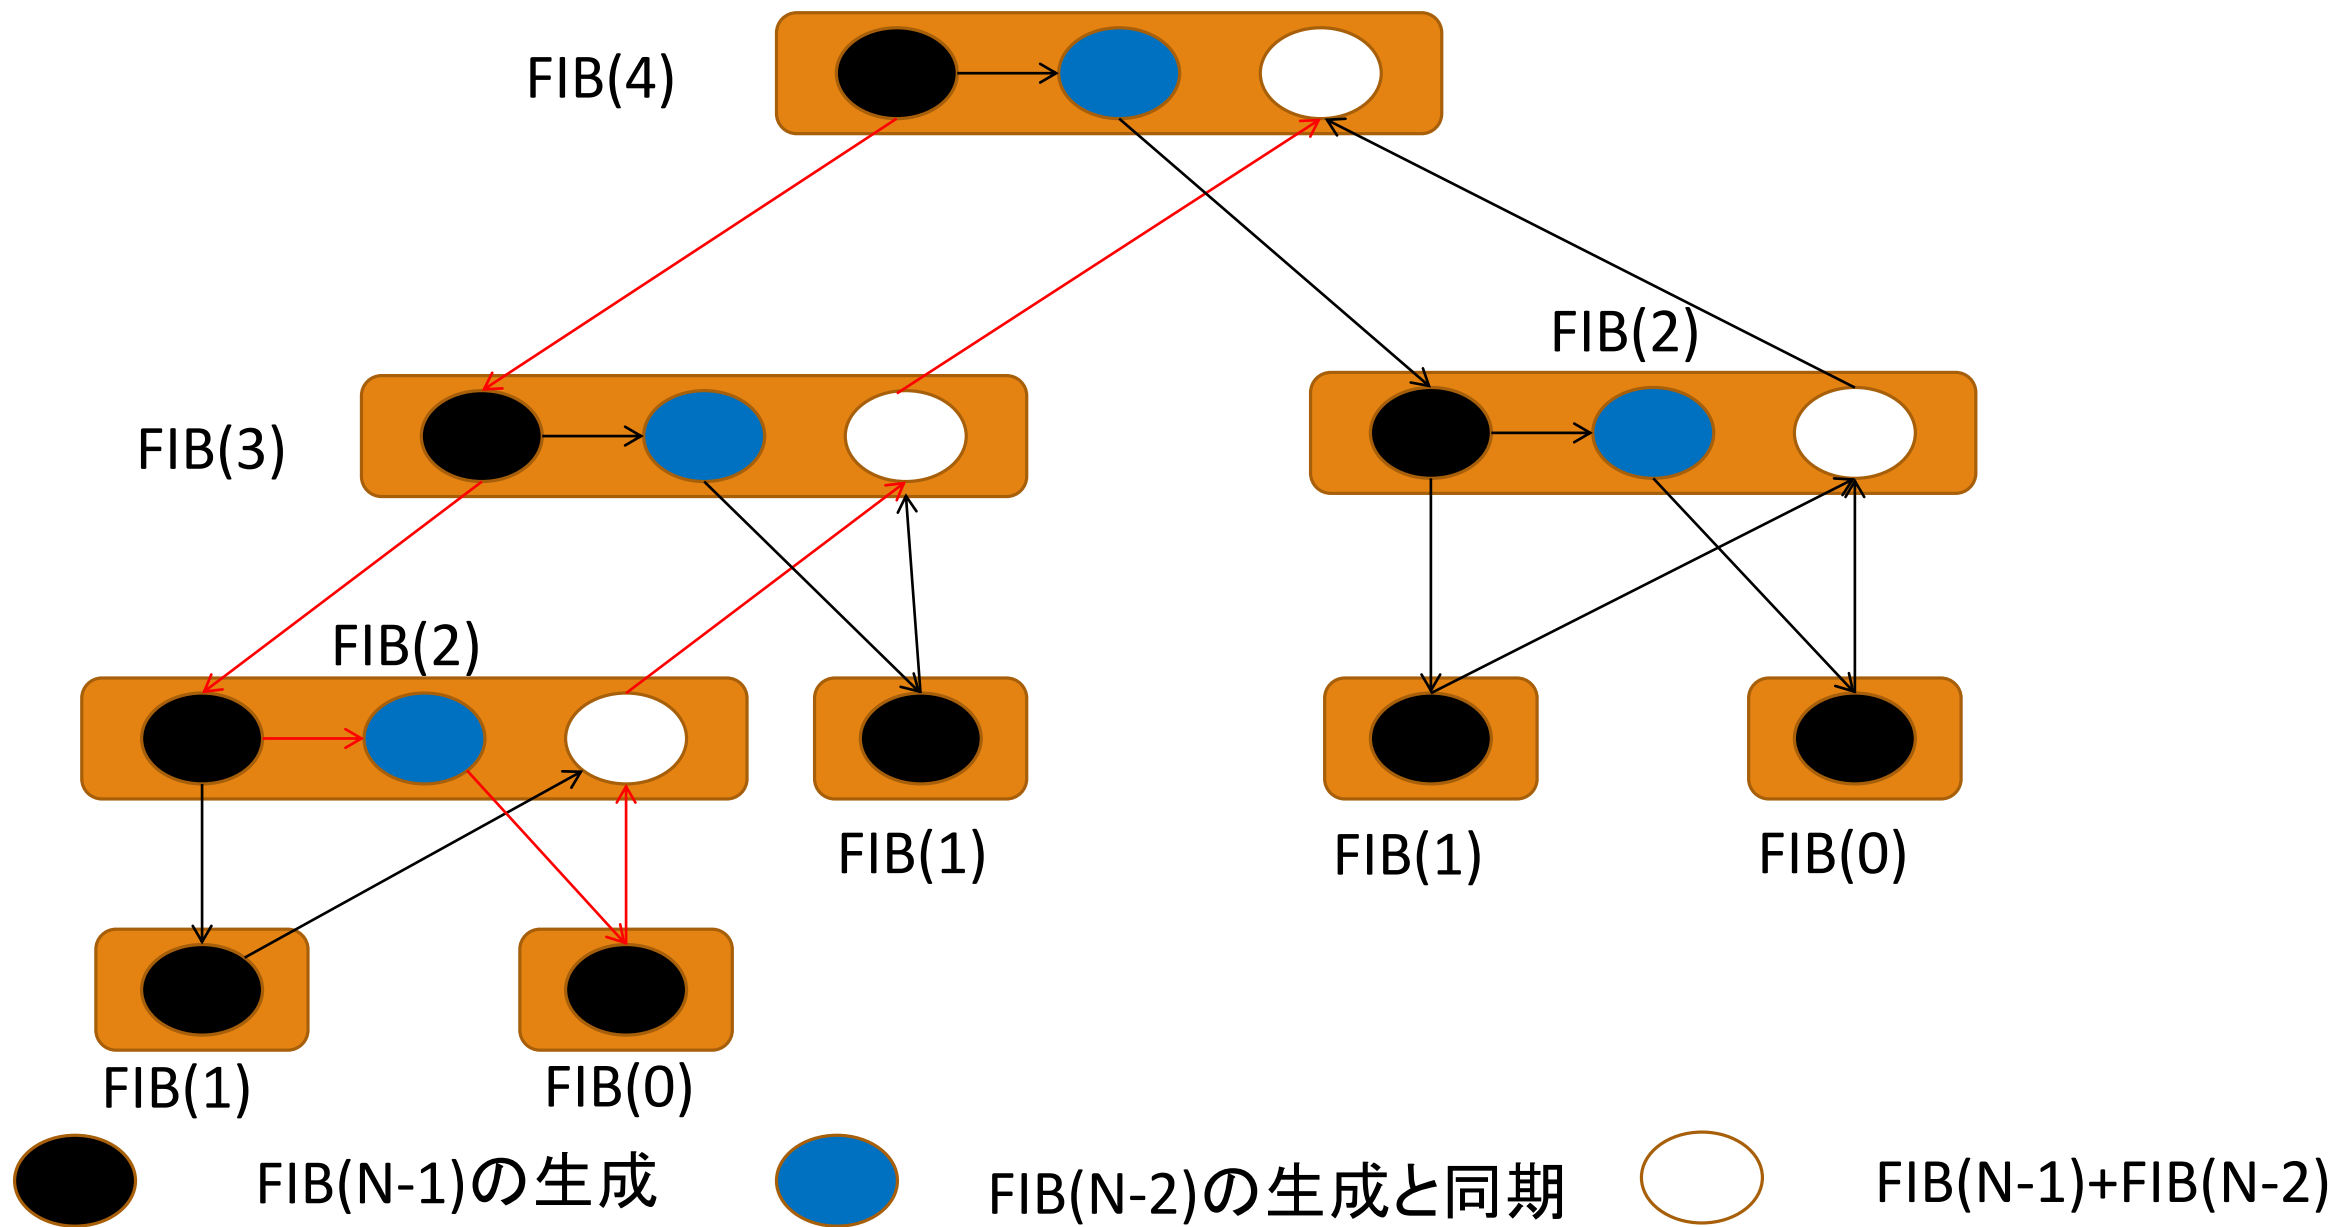 FIB(4)
FIB(2)
FIB(3)
FIB(2)
FIB(1)
FIB(1)
FIB(0)
FIB(1)
FIB(0)
FIB(N-1)の生成
FIB(N-2)の生成と同期
FIB(N-1)+FIB(N-2)